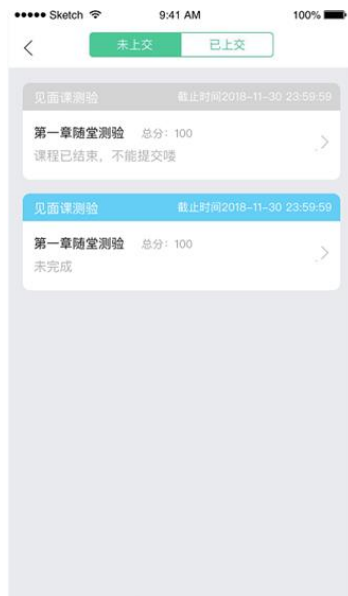 Sketch 9:41 AM 100%
未上交 已上交
见面课测验 截止时间2018-11-30 23:59:59
第一章随堂测验 总分：100
课程已结束，不能提交喽
见面课测验 截止时间2018-11-30 23:59:59
第一章随堂测验 总分：100
未完成